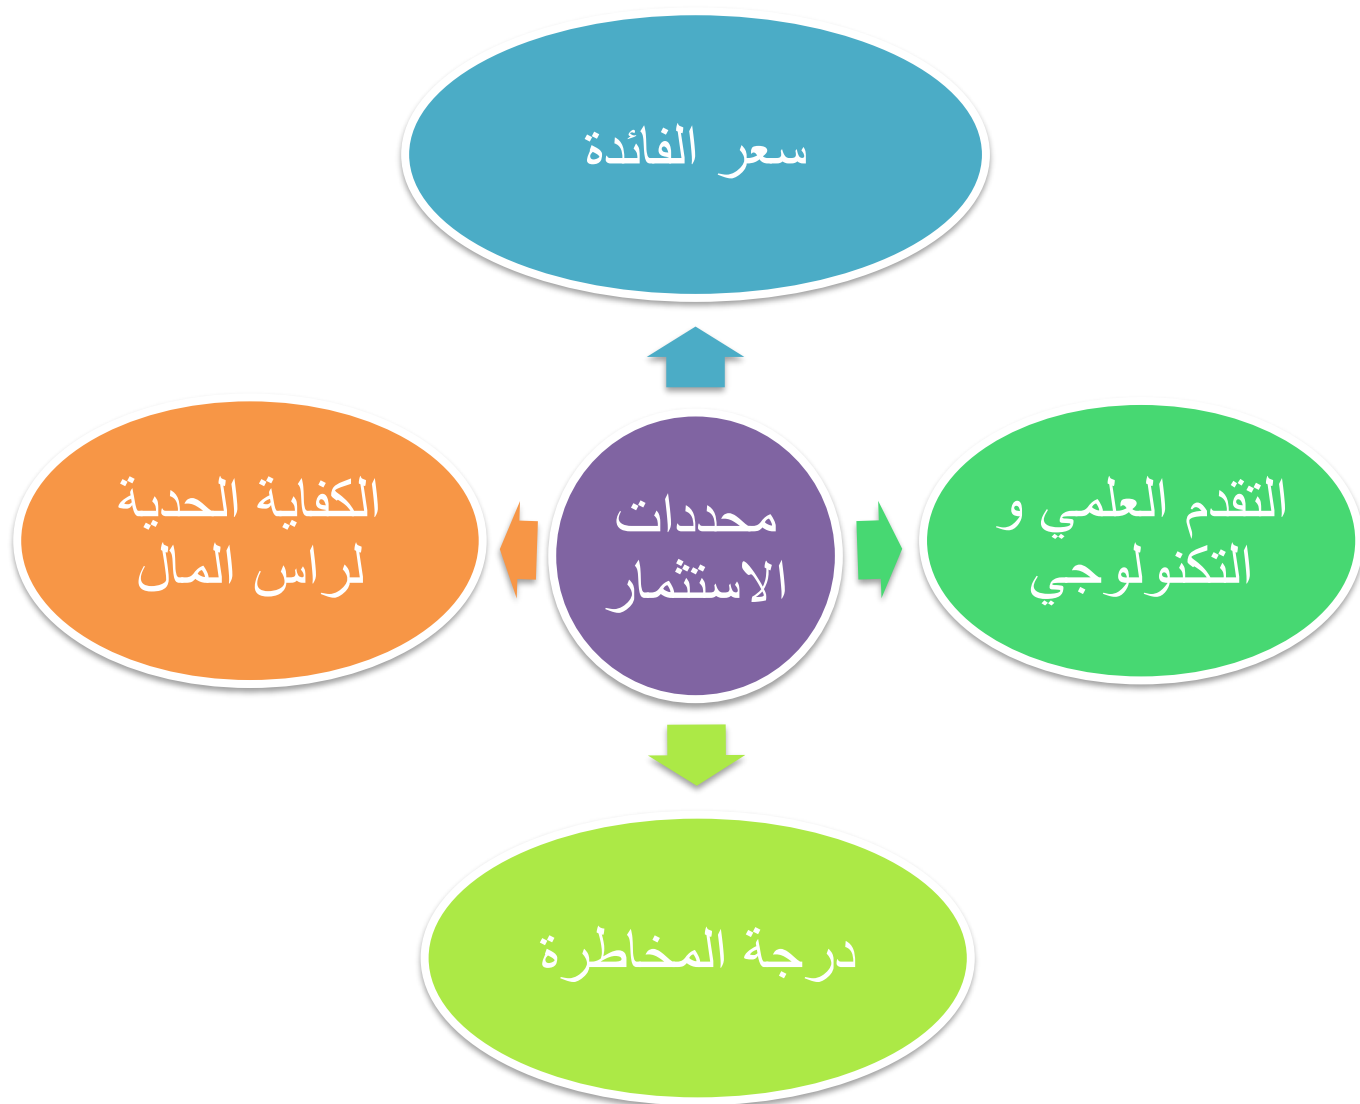 سعر الفائدة
التقدم العلمي و
التكنولوجي
محددات
الاستثمار
الكفاية الحدية
لراس المال
درجة المخاطرة